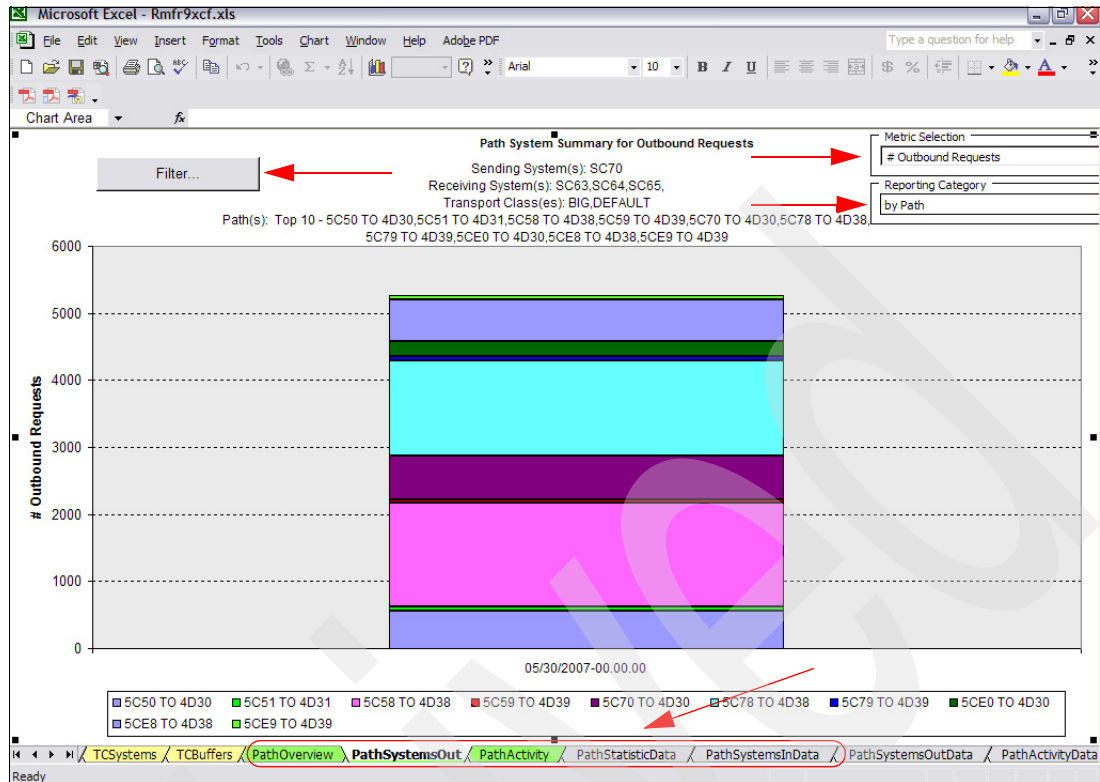 Microsoft Excel - Rmfr9xcf.xls
File Edit View Insert Format Tools Chart Window Help Adobe PDF
Type a question for help
Arial 10 B I U $ %
Chart Area fx
Path System Summary for Outbound Requests
Metric Selection
# Outbound Requests
Filter...
Sending System(s): SC70
Receiving System(s): SC63,SC64,SC65,
Transport Class(es): BIG,DEFAULT
Reporting Category
by Path
Path(s): Top 10 - 5C50 TO 4D30,5C51 TO 4D31,5C58 TO 4D38,5C59 TO 4D39,5C70 TO 4D30,5C78 TO 4D38,
5C79 TO 4D39,5CE0 TO 4D30,5CE8 TO 4D38,5CE9 TO 4D39
6000
5000
4000
3000
2000
1000
0
# Outbound Requests
05/30/2007-00.00.00
5C50 TO 4D30 5C51 TO 4D31 5C58 TO 4D38 5C59 TO 4D39 5C70 TO 4D30 5C78 TO 4D38 5C79 TO 4D39 5CE0 TO 4D30
5CE8 TO 4D38 5CE9 TO 4D39
TCSystems TCBuffers PathOverview PathSystemsOut PathActivity PathStatisticData PathSystemsInData PathSystemsOutData PathActivityData
Ready